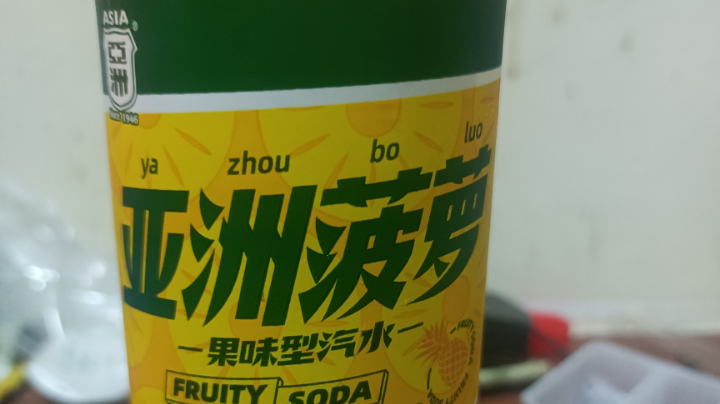 ASIA
亞洲
Since 1946
ya zhou bo luo
亚洲菠萝
果味型汽水
FRUITY SODA
FRUITY